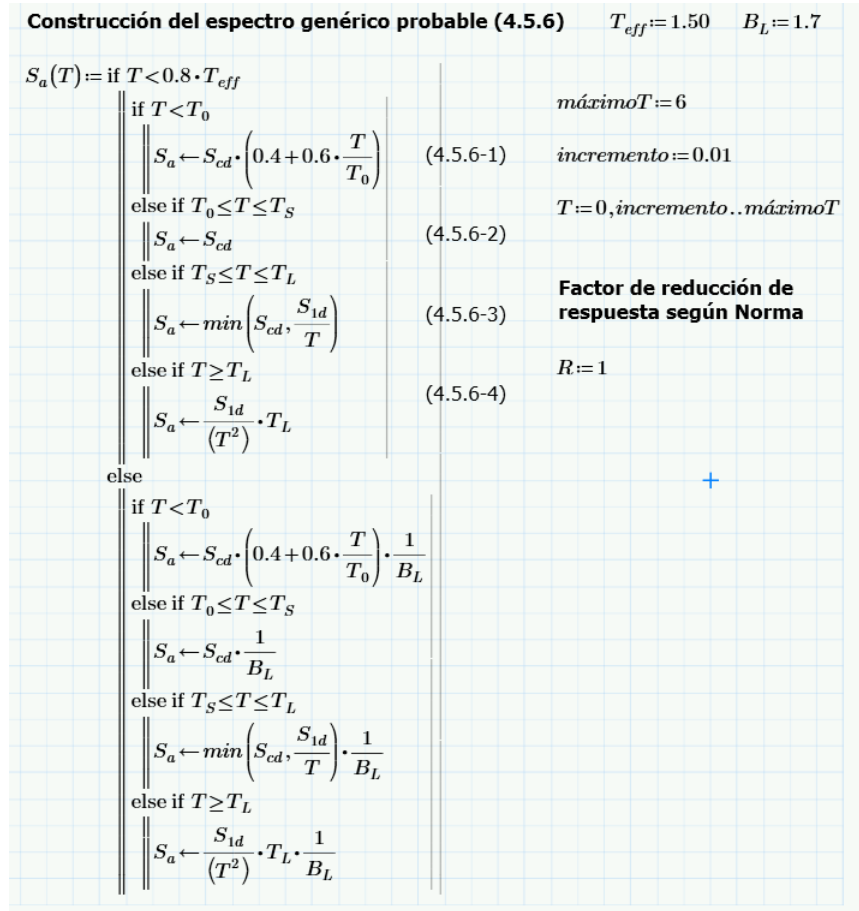 Construcción del espectro genérico probable (4.5.6) T_eff:=1.50 B_L:=1.7
S_a(T):=if T<0.8·T_eff
máximoT:=6
if T<T_0
S_a←S_cd·(0.4+0.6·T/T_0) (4.5.6-1) incremento:=0.01
else if T_0≤T≤T_S T:=0,incremento..máximoT
S_a←S_cd (4.5.6-2)
else if T_S≤T≤T_L
Factor de reducción de
respuesta según Norma
S_a←min(S_cd,S_1d/T) (4.5.6-3)
else if T≥T_L R:=1
S_a←S_1d/(T²)·T_L (4.5.6-4)
else
if T<T_0
S_a←S_cd·(0.4+0.6·T/T_0)·1/B_L
else if T_0≤T≤T_S
S_a←S_cd·1/B_L
else if T_S≤T≤T_L
S_a←min(S_cd,S_1d/T)·1/B_L
else if T≥T_L
S_a←S_1d/(T²)·T_L·1/B_L